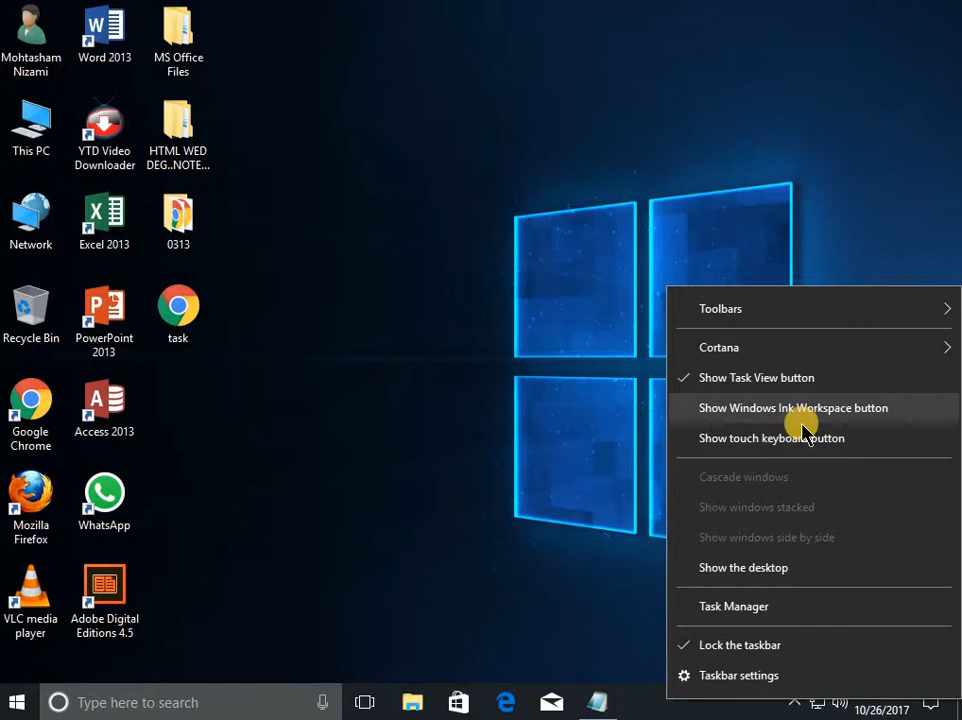 Mohtasham
Nizami
Word 2013
MS Office
Files
This PC
YTD Video
Downloader
HTML WED
DEG..NOTE...
Network
Excel 2013
0313
Recycle Bin
PowerPoint
2013
task
Google
Chrome
Access 2013
Mozilla
Firefox
WhatsApp
VLC media
player
Adobe Digital
Editions 4.5
Toolbars
Cortana
Show Task View button
Show Windows Ink Workspace button
Show touch keyboard button
Cascade windows
Show windows stacked
Show windows side by side
Show the desktop
Task Manager
Lock the taskbar
Taskbar settings
Type here to search
10/26/2017